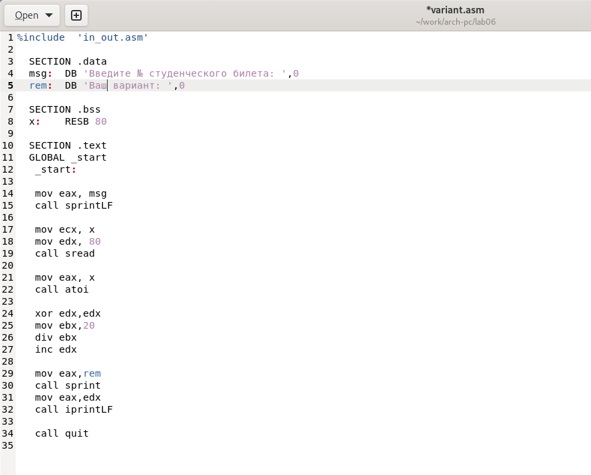 Open
*variant.asm
~/work/arch-pc/lab06
1 %include 'in_out.asm'
2
3 SECTION .data
4 msg: DB 'Введите № студенческого билета: ',0
5 rem: DB 'Ваш вариант: ',0
6
7 SECTION .bss
8 x: RESB 80
9
10 SECTION .text
11 GLOBAL _start
12 _start:
13
14 mov eax, msg
15 call sprintLF
16
17 mov ecx, x
18 mov edx, 80
19 call sread
20
21 mov eax, x
22 call atoi
23
24 xor edx,edx
25 mov ebx,20
26 div ebx
27 inc edx
28
29 mov eax,rem
30 call sprint
31 mov eax,edx
32 call iprintLF
33
34 call quit
35